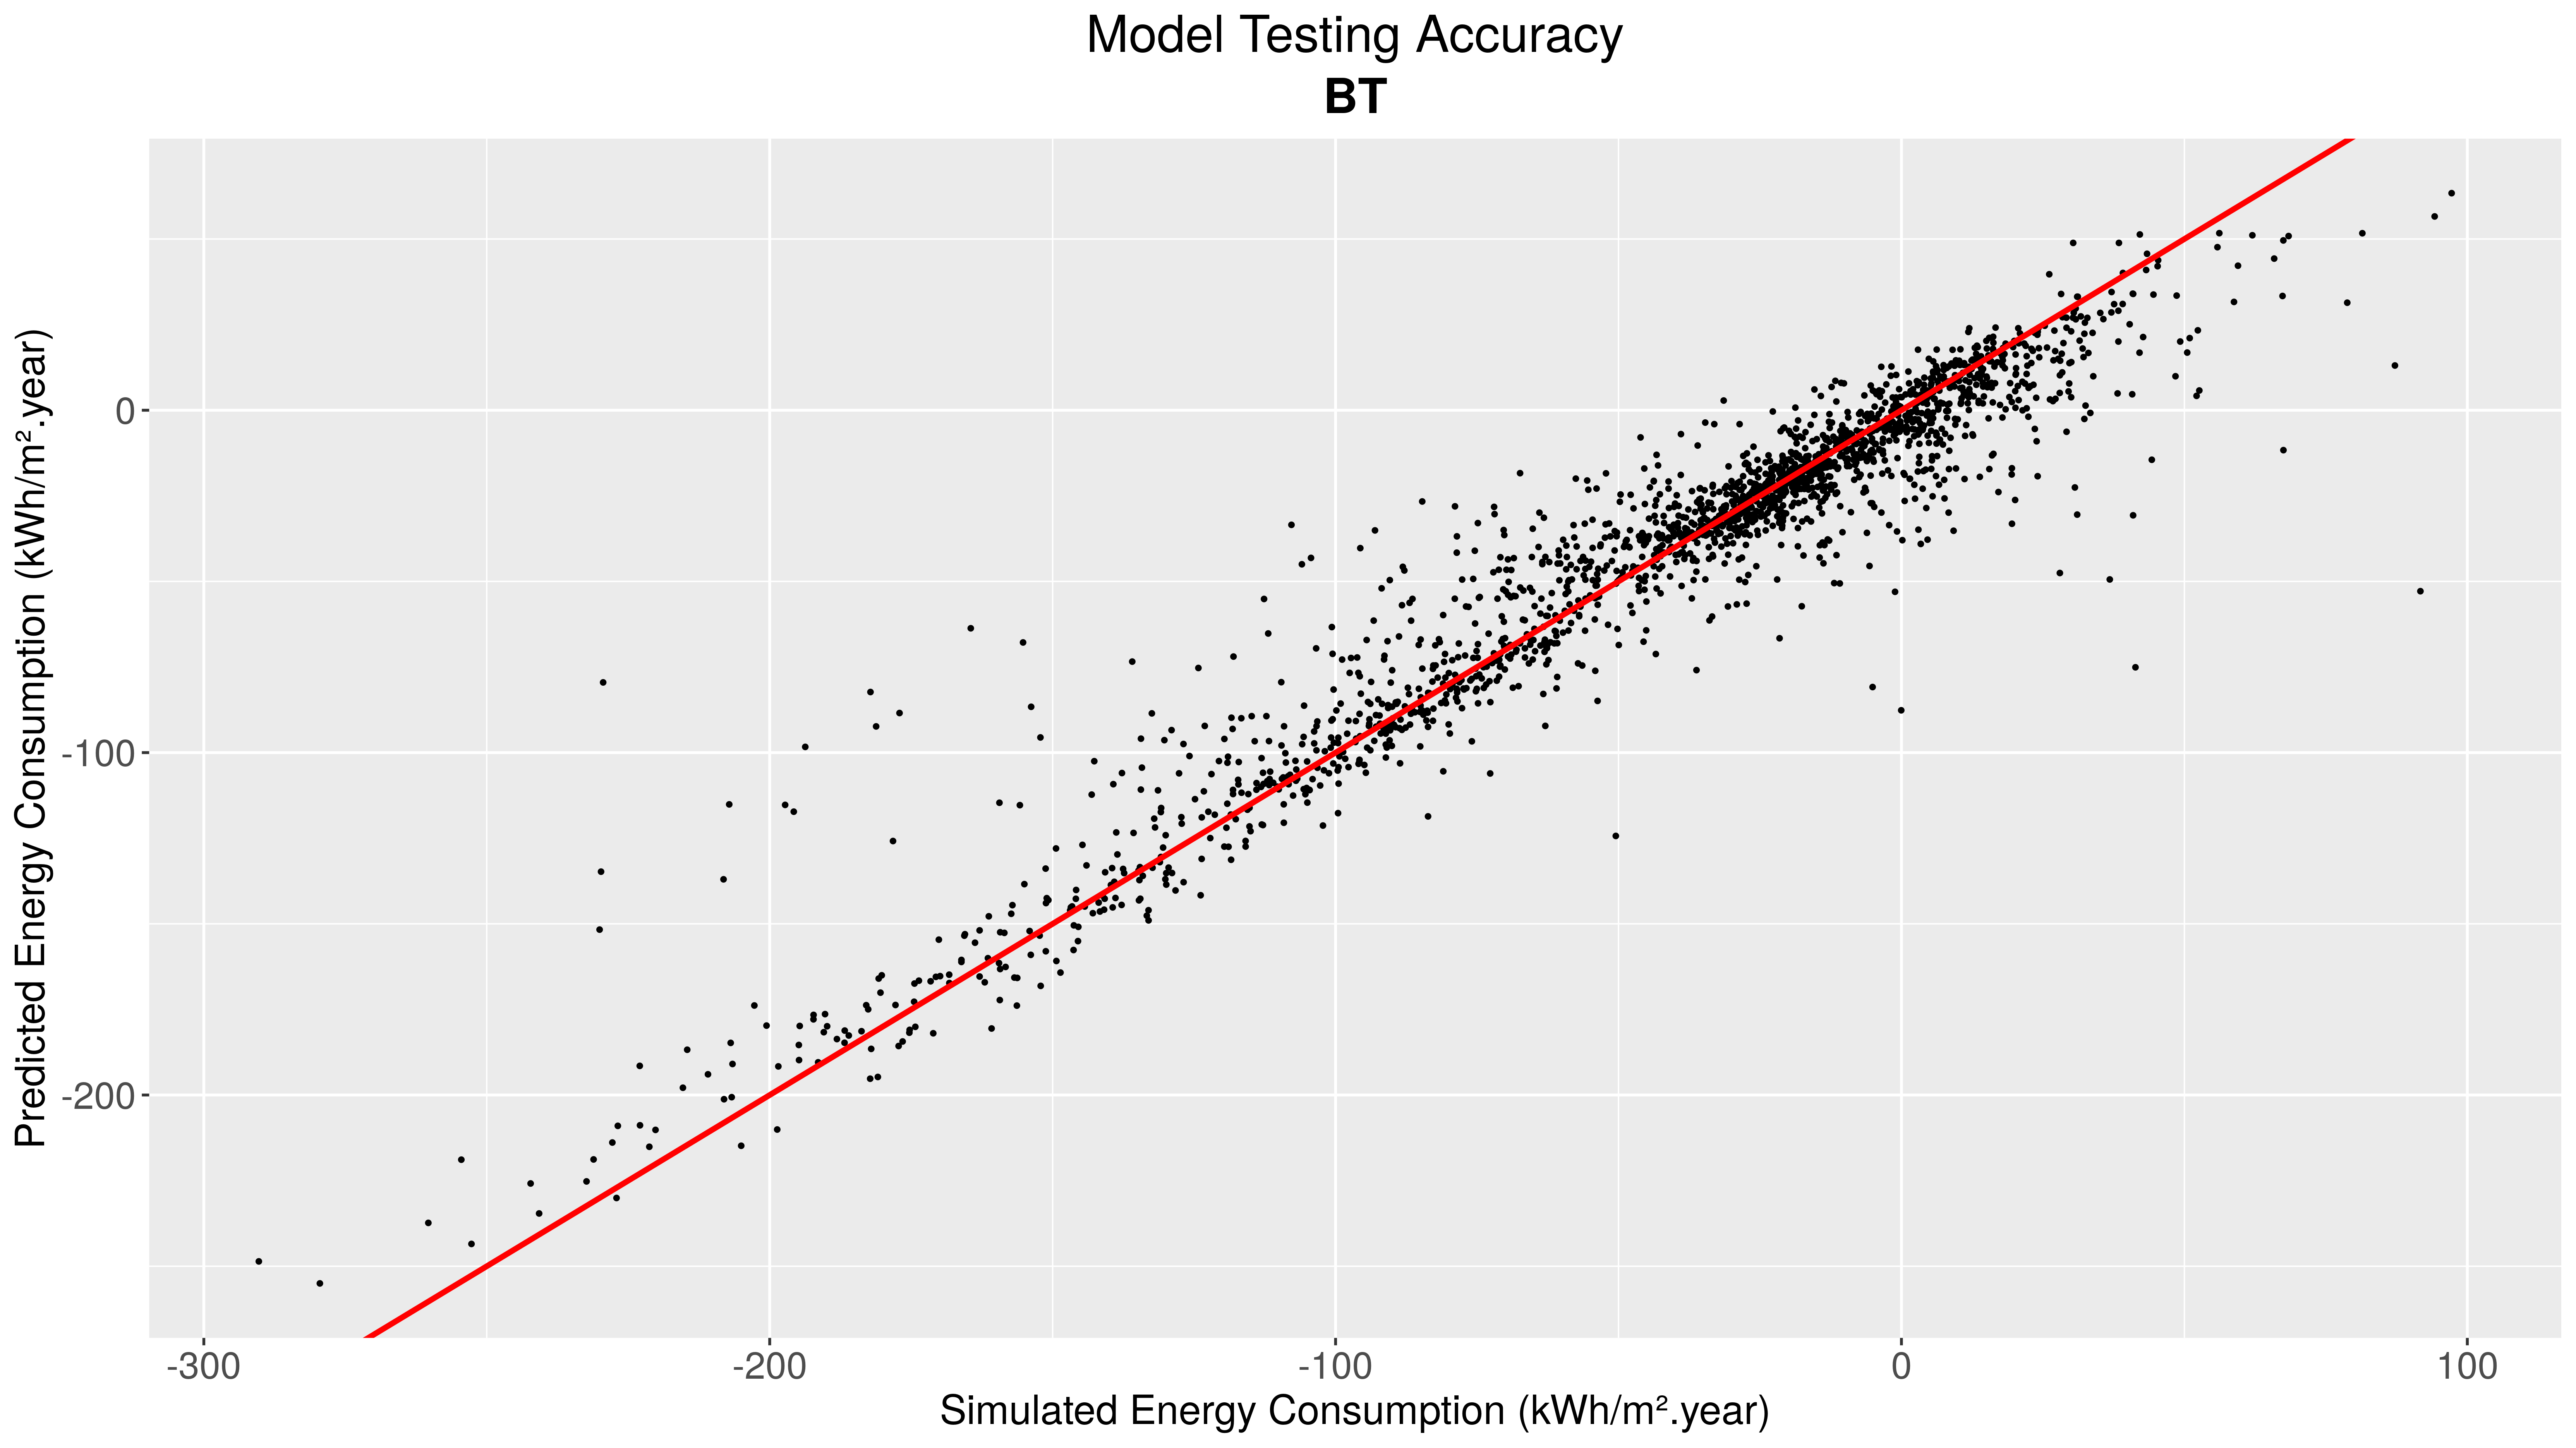 Model Testing Accuracy
BT
Predicted Energy Consumption (kWh/m².year)
0
-100
-200
-300
-200
-100
0
100
Simulated Energy Consumption (kWh/m².year)